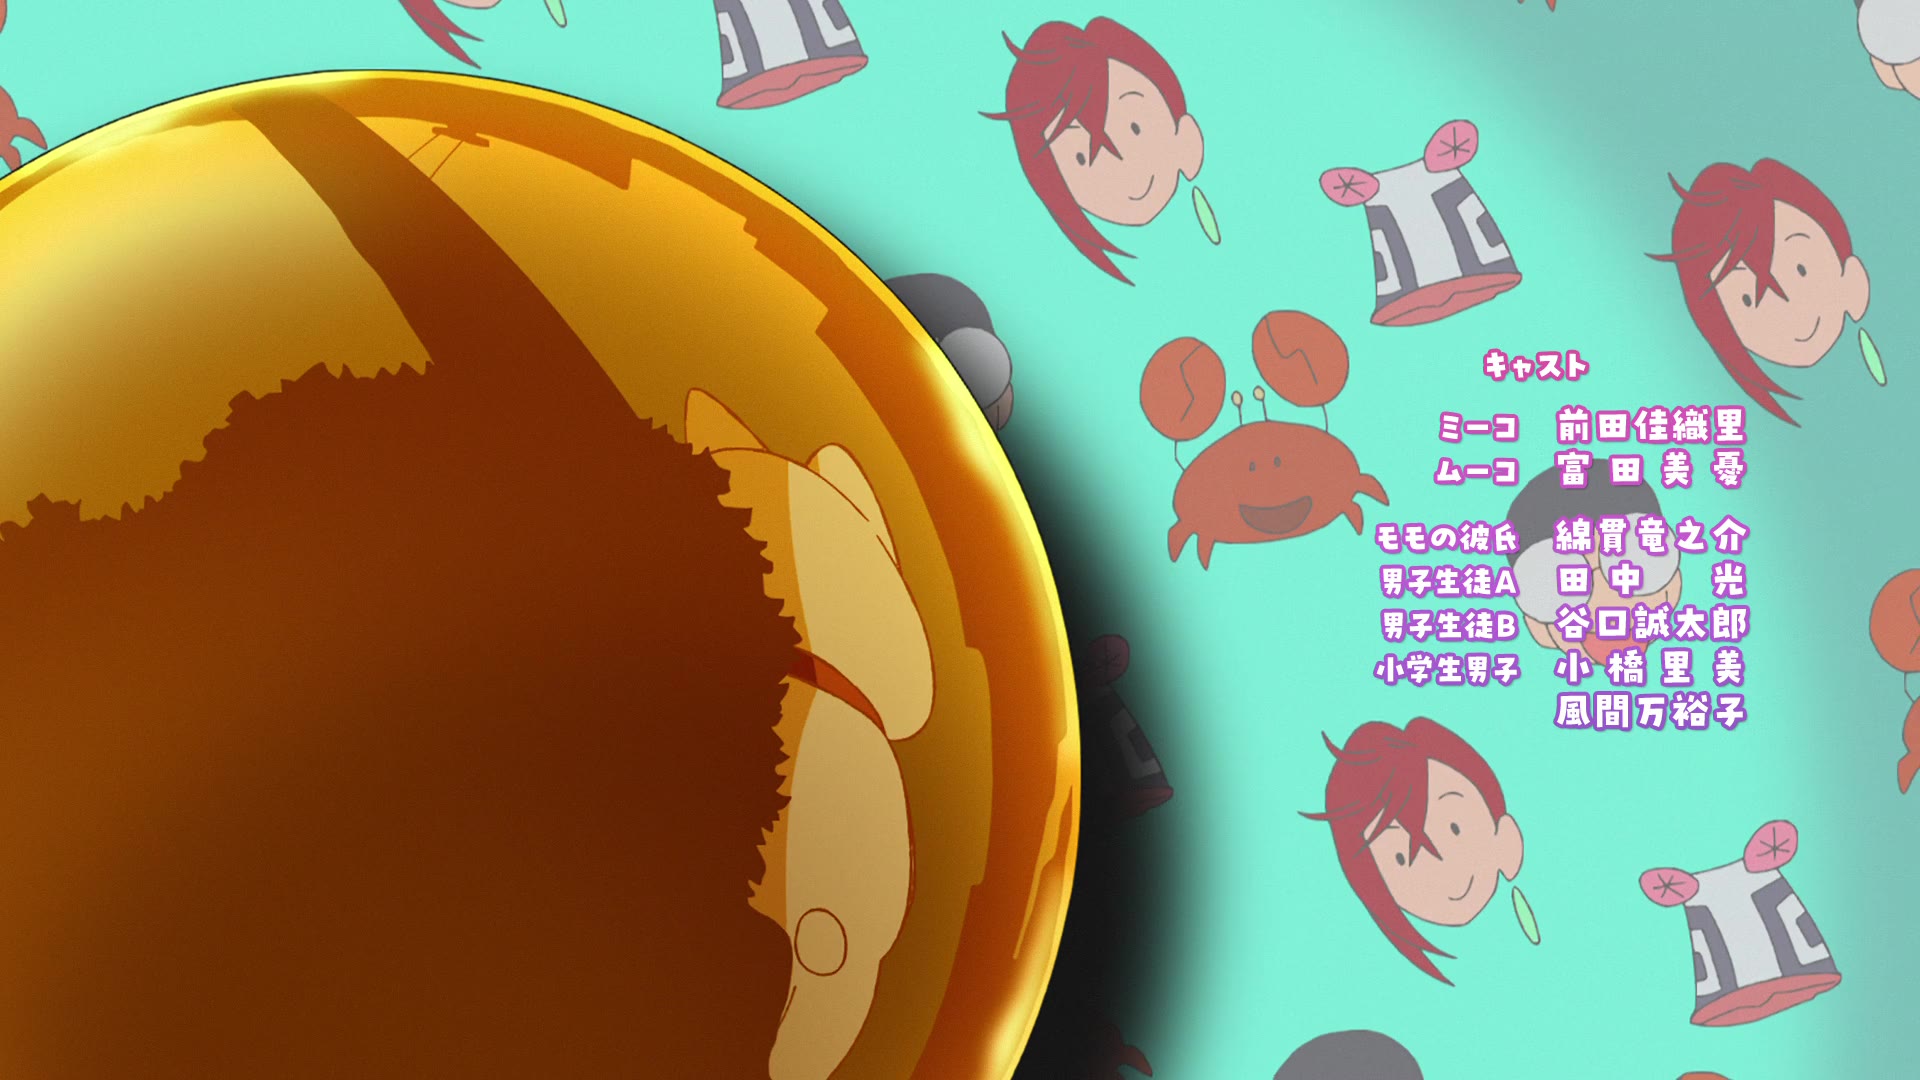 キャスト
ミーコ 前田佳織里
ムーコ 富田美憂
モモの彼氏 綿貫竜之介
男子生徒A 田中 光
男子生徒B 谷口誠太郎
小学生男子 小橋里美
風間万裕子